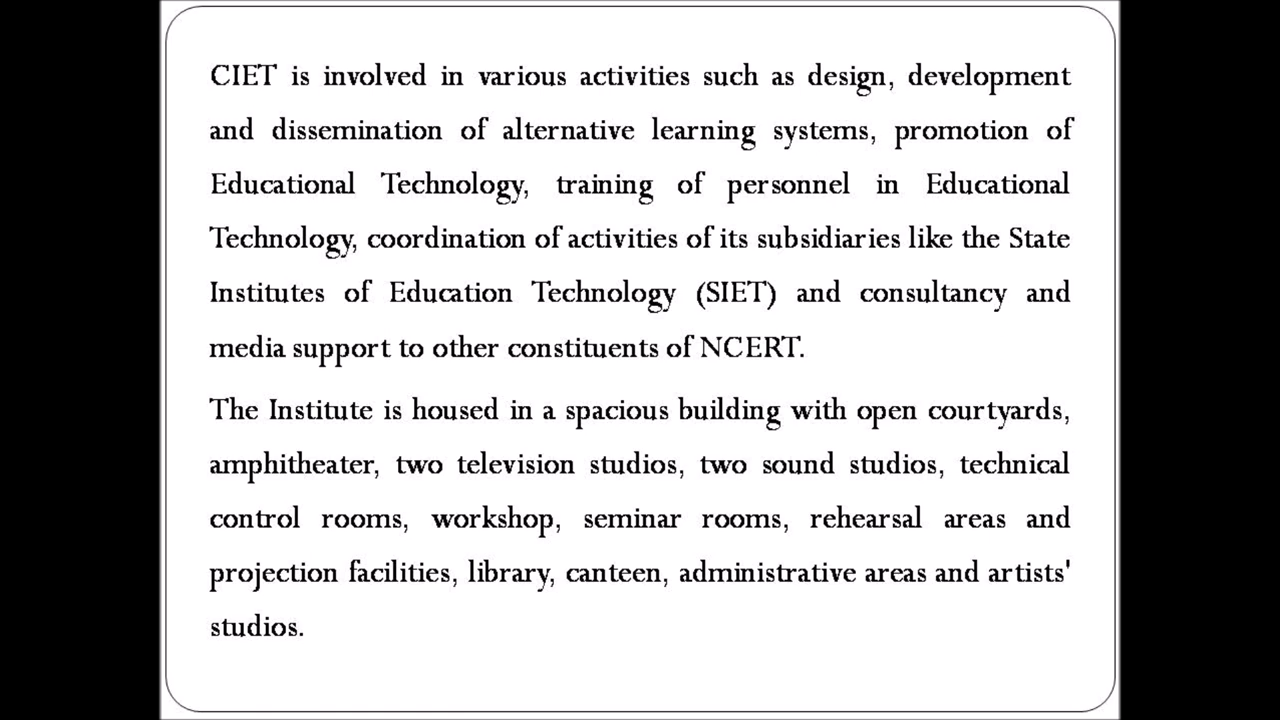 CIET is involved in various activities such as design, development
and dissemination of alternative learning systems, promotion of
Educational Technology, training of personnel in Educational
Technology, coordination of activities of its subsidiaries like the State
Institutes of Education Technology (SIET) and consultancy and
media support to other constituents of NCERT.
The Institute is housed in a spacious building with open courtyards,
amphitheater, two television studios, two sound studios, technical
control rooms, workshop, seminar rooms, rehearsal areas and
projection facilities, library, canteen, administrative areas and artists'
studios.